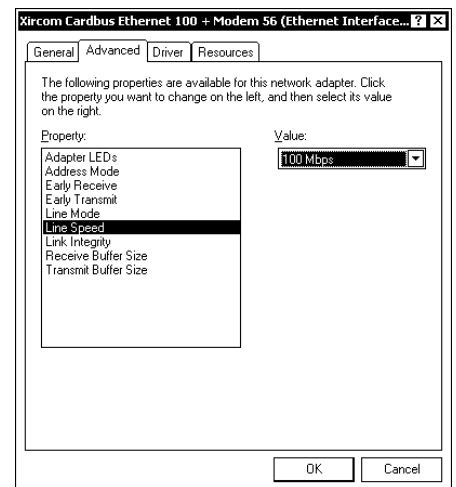 Xircom Cardbus Ethernet 100 + Modem 56 (Ethernet Interface... ? X
General Advanced Driver Resources
The following properties are available for this network adapter. Click
the property you want to change on the left, and then select its value
on the right.
Property:
Adapter LEDs
Address Mode
Early Receive
Early Transmit
Line Mode
Line Speed
Link Integrity
Receive Buffer Size
Transmit Buffer Size
Value:
100 Mbps
OK Cancel